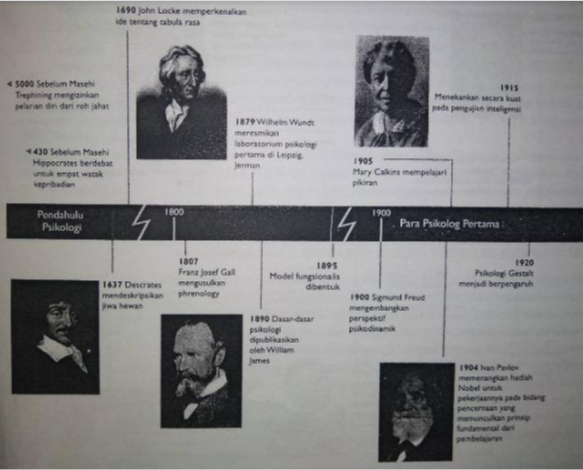 1690 John Locke memperkenalkan
ide tentang tabula rasa
◄ 5000 Sebelum Masehi
Trephining mengizinkan
pelarian diri dari roh jahat
◄ 430 Sebelum Masehi
Hippocrates berdebat
untuk empat watak
kepribadian
1879 Wilhelm Wundt
meresmikan
laboratorium psikologi
pertama di Leipzig,
Jerman
1905
Mary Calkins mempelajari
pikiran
1915
Menekankan secara kuat
pada pengujian inteligensi
Pendahulu
Psikologi
1800
1900
Para Psikolog Pertama
1637 Descrates
mendeskripsikan
jiwa hewan
1807
Franz Josef Gall
mengusulkan
phrenology
1890 Dasar-dasar
psikologi
dipublikasikan
oleh William
James
1895
Model fungsionalis
dibentuk
1900 Sigmund Freud
mengembangkan
perspektif
psikodinamik
1920
Psikologi Gestalt
menjadi berpengaruh
1904 Ivan Pavlov
memenangkan hadiah
Nobel untuk
pekerjaannya pada bidang
pencernaan yang
memunculkan prinsip
fundamental dari
pembelajaran